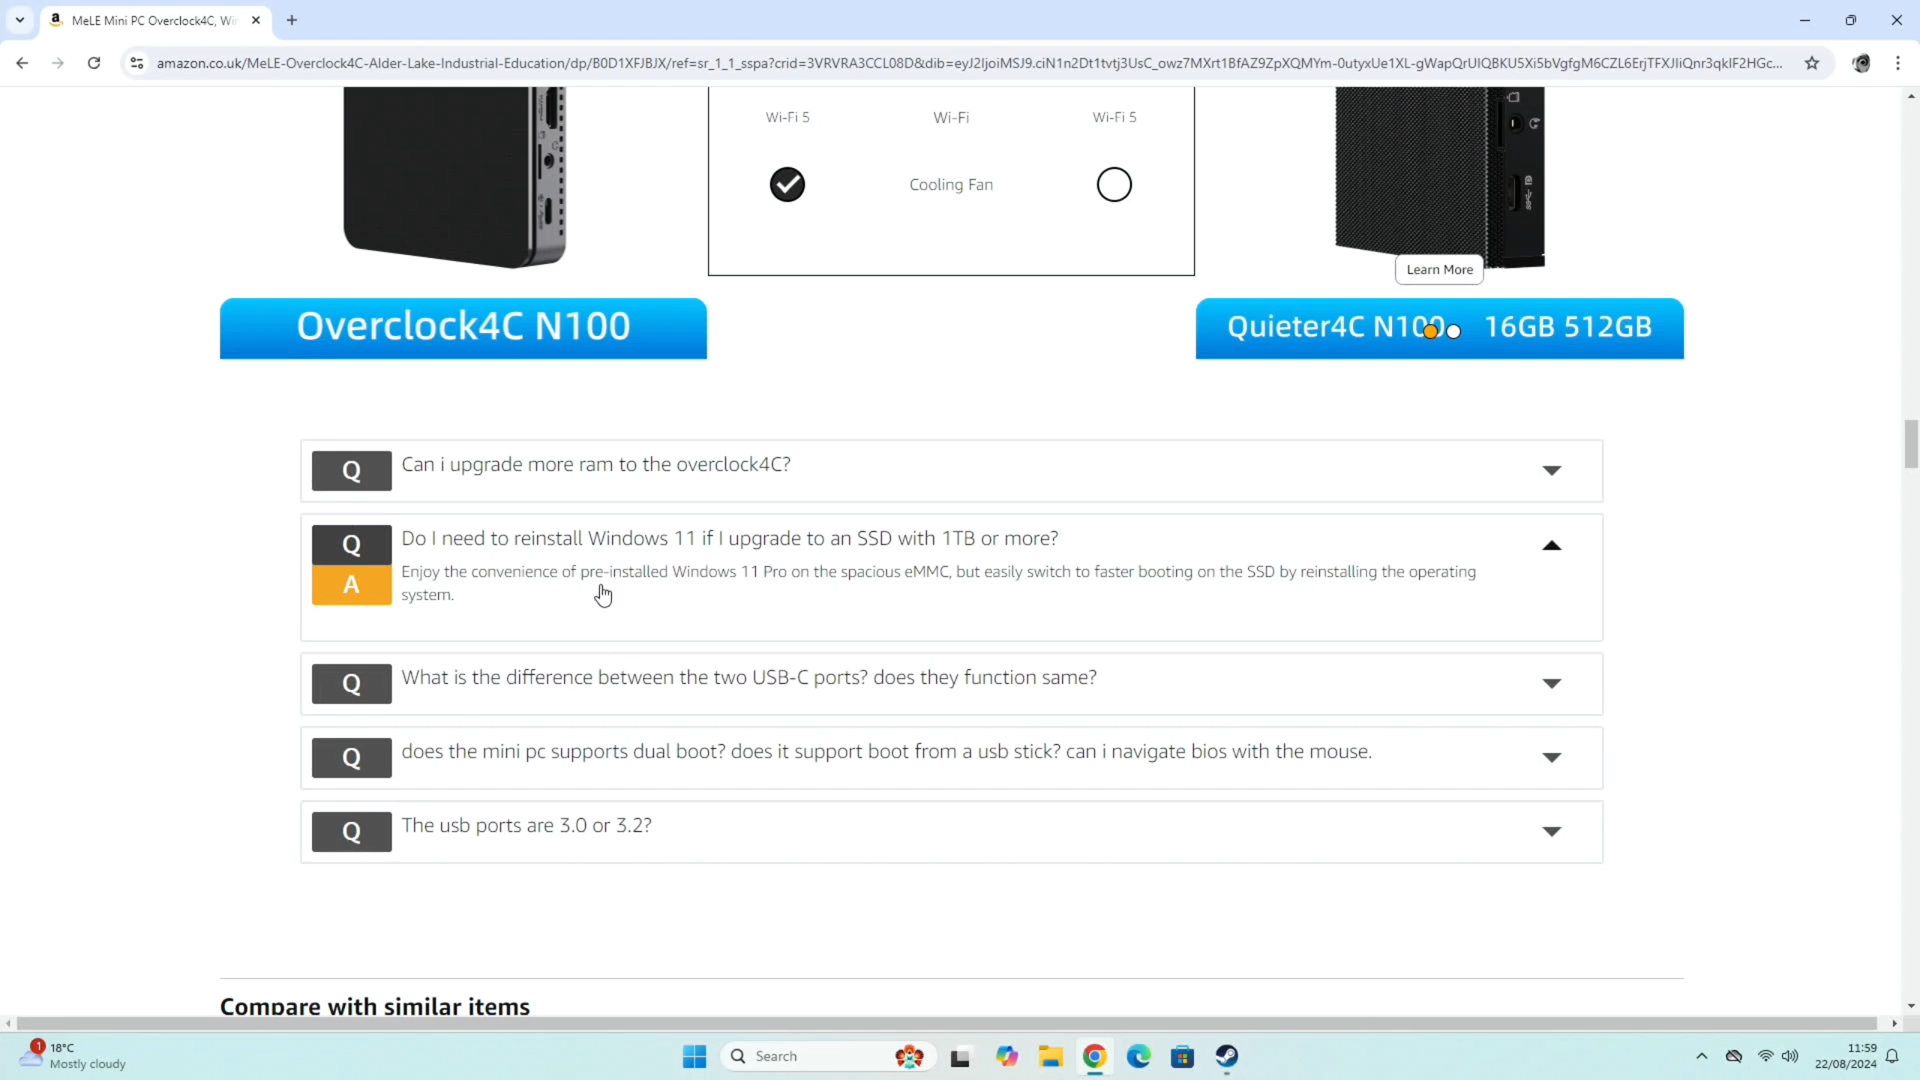 MeLE Mini PC Overclock4C, Wi
amazon.co.uk/MeLE-Overclock4C-Alder-Lake-Industrial-Education/dp/B0D1XFJBJX/ref=sr_1_1_sspa?crid=3VRVRA3CCL08D&dib=eyJ2IjoiMSJ9.ciN1n2Dt1tvtj3UsC_owz7MXrt1BfAZ9ZpXQMYm-0utyxUe1XL-gWapQrUIQBKU5Xi5bVgfgM6CZL6ErjTFXJIiQnr3qkIF2HGc...
Wi-Fi 5 Wi-Fi Wi-Fi 5
Cooling Fan
Learn More
Overclock4C N100
Quieter4C N100 16GB 512GB
Q Can i upgrade more ram to the overclock4C?
Q Do I need to reinstall Windows 11 if I upgrade to an SSD with 1TB or more?
A Enjoy the convenience of pre-installed Windows 11 Pro on the spacious eMMC, but easily switch to faster booting on the SSD by reinstalling the operating
system.
Q What is the difference between the two USB-C ports? does they function same?
Q does the mini pc supports dual boot? does it support boot from a usb stick? can i navigate bios with the mouse.
Q The usb ports are 3.0 or 3.2?
Compare with similar items
1 18°C
Mostly cloudy
Search
11:59
22/08/2024